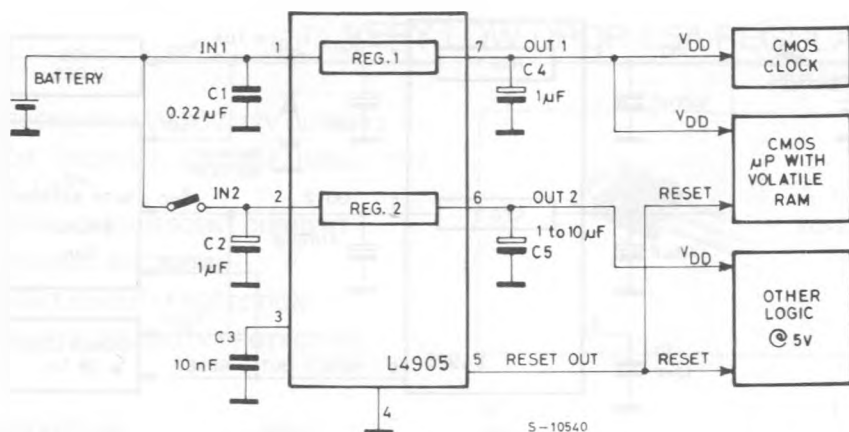 IN1
1
REG. 1
7
OUT 1
VDD
CMOS
CLOCK
BATTERY
C1
0.22µF
C4
1µF
VDD
CMOS
µP WITH
VOLATILE
RAM
RESET
IN2
2
REG. 2
6
OUT 2
C2
1µF
1 to 10µF
C5
VDD
OTHER
LOGIC
@ 5V
3
C3
10nF
L4905
5
RESET OUT
RESET
4
S-10540